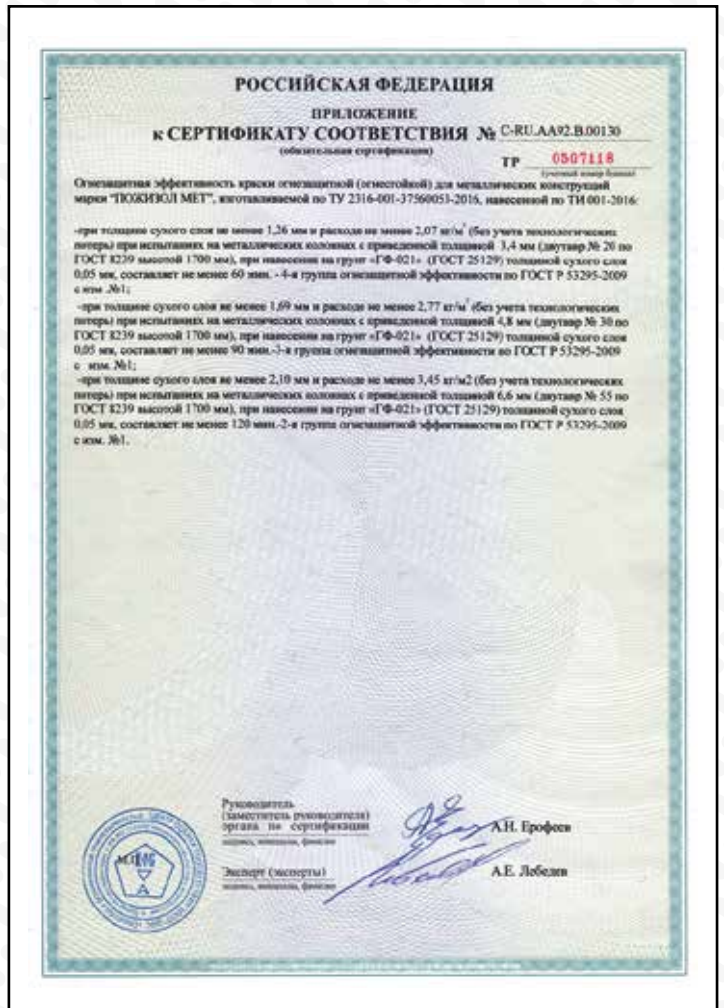 РОССИЙСКАЯ ФЕДЕРАЦИЯ
ПРИЛОЖЕНИЕ
к СЕРТИФИКАТУ СООТВЕТСТВИЯ № C-RU.AA92.B.00130
(обязательная сертификация)
ТР 0507118
(учетный номер бланка)
Огнезащитная эффективность краски огнезащитной (огнестойкой) для металлических конструкций
марки "ПОЖИЗОЛ МЕТ", изготавливаемой по ТУ 2316-001-37560053-2016, нанесенной по ТИ 001-2016:
-при толщине сухого слоя не менее 1,26 мм и расходе не менее 2,07 кг/м² (без учета технологических
потерь) при испытаниях на металлических колоннах с приведенной толщиной 3,4 мм (двутавр № 20 по
ГОСТ 8239 высотой 1700 мм), при нанесении на грунт «ГФ-021» (ГОСТ 25129) толщиной сухого слоя
0,05 мм, составляет не менее 60 мин. - 4-я группа огнезащитной эффективности по ГОСТ Р 53295-2009
с изм .№1;
-при толщине сухого слоя не менее 1,69 мм и расходе не менее 2,77 кг/м² (без учета технологических
потерь) при испытаниях на металлических колоннах с приведенной толщиной 4,8 мм (двутавр № 30 по
ГОСТ 8239 высотой 1700 мм), при нанесении на грунт «ГФ-021» (ГОСТ 25129) толщиной сухого слоя
0,05 мм, составляет не менее 90 мин.-3-я группа огнезащитной эффективности по ГОСТ Р 53295-2009
с изм. №1;
-при толщине сухого слоя не менее 2,10 мм и расходе не менее 3,45 кг/м2 (без учета технологических
потерь) при испытаниях на металлических колоннах с приведенной толщиной 6,6 мм (двутавр № 55 по
ГОСТ 8239 высотой 1700 мм), при нанесении на грунт «ГФ-021» (ГОСТ 25129) толщиной сухого слоя
0,05 мм, составляет не менее 120 мин.-2-я группа огнезащитной эффективности по ГОСТ Р 53295-2009
с изм. №1.
Руководитель
(заместитель руководителя)
органа по сертификации
подпись, инициалы, фамилия
А.Н. Ерофеев
М.П.
Эксперт (эксперты)
подпись, инициалы, фамилия
А.Е. Лебедев